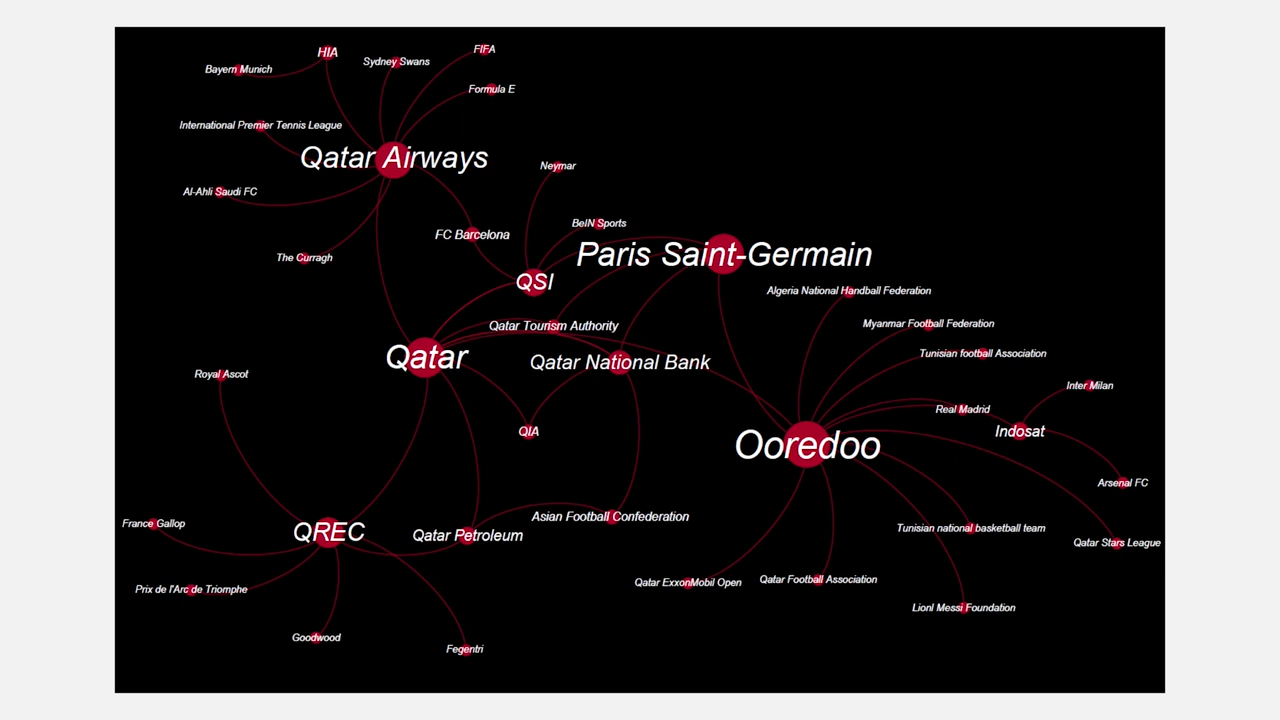 HIA
FIFA
Sydney Swans
Bayern Munich
Formula E
International Premier Tennis League
Qatar Airways
Neymar
Al-Ahli Saudi FC
BeIN Sports
FC Barcelona
Paris Saint-Germain
The Curragh
QSI
Algeria National Handball Federation
Qatar Tourism Authority
Myanmar Football Federation
Qatar
Qatar National Bank
Tunisian football Association
Royal Ascot
Inter Milan
Real Madrid
QIA
Indosat
Ooredoo
Arsenal FC
Asian Football Confederation
France Gallop
QREC
Qatar Petroleum
Tunisian national basketball team
Qatar Stars League
Qatar ExxonMobil Open
Qatar Football Association
Prix de l'Arc de Triomphe
Lionl Messi Foundation
Goodwood
Fegentri